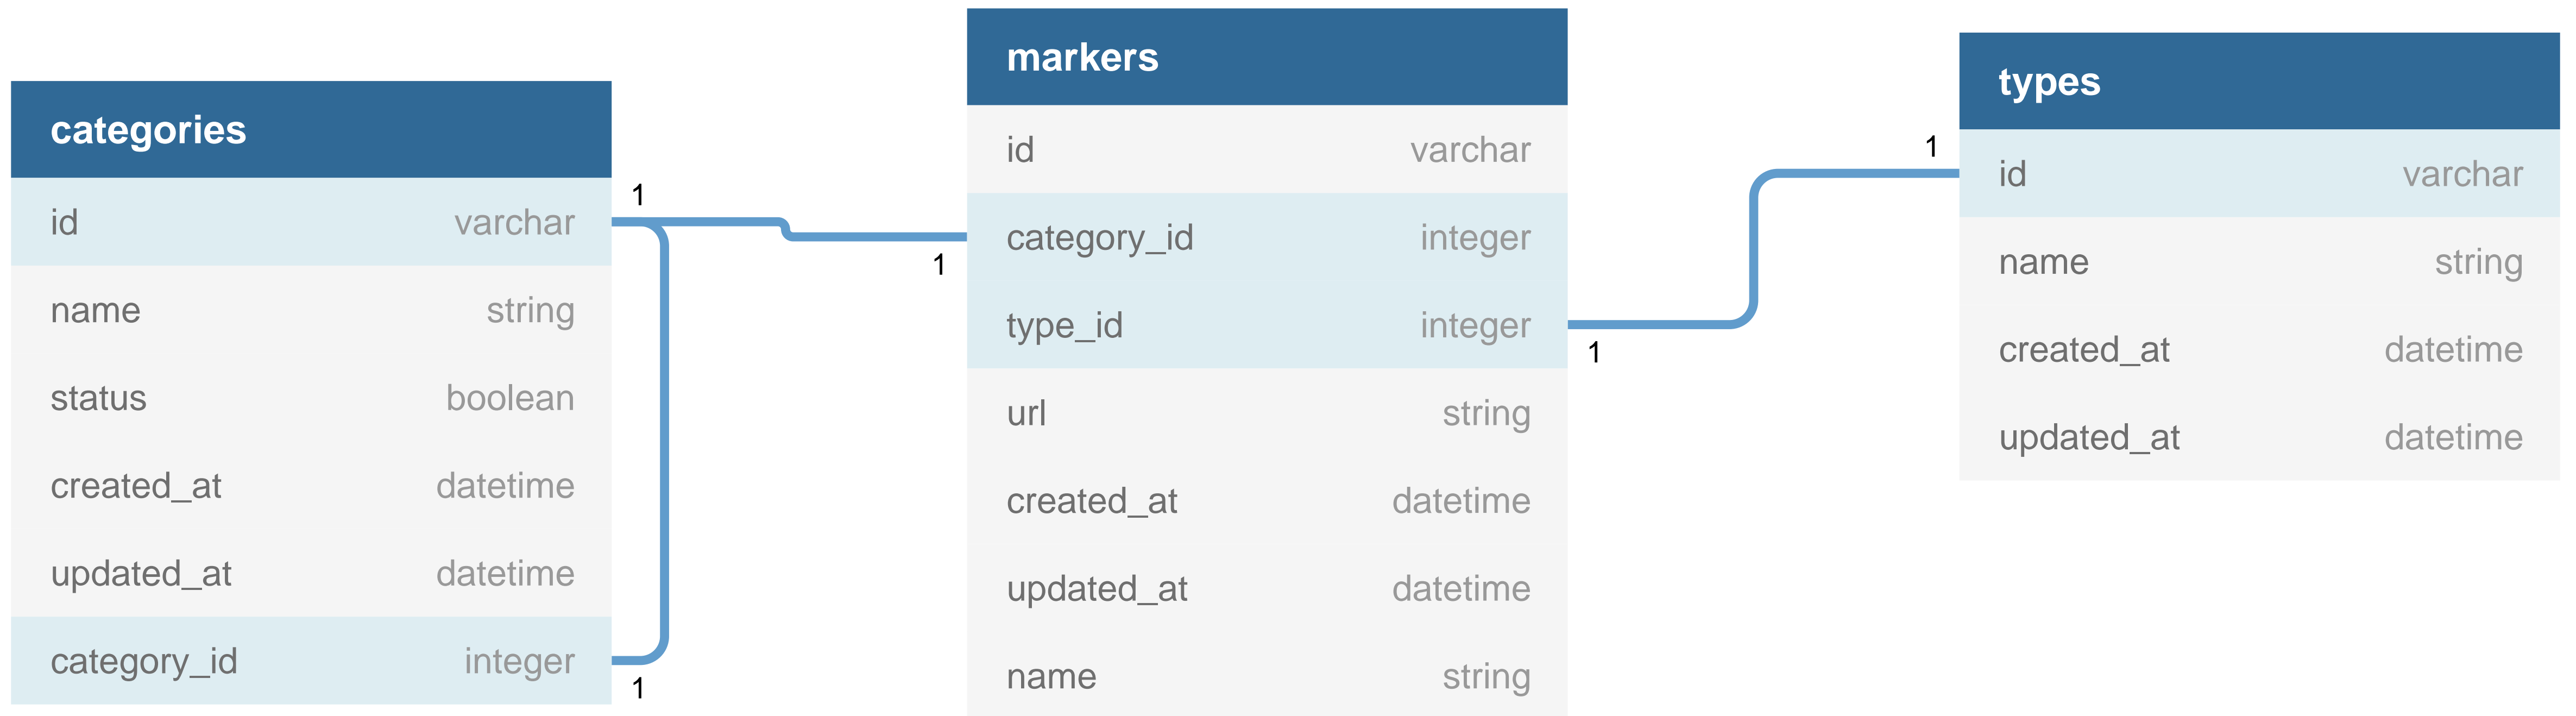 categories
id varchar
name string
status boolean
created_at datetime
updated_at datetime
category_id integer
1
1
markers
id varchar
category_id integer
type_id integer
url string
created_at datetime
updated_at datetime
name string
1
1
1
types
id varchar
name string
created_at datetime
updated_at datetime